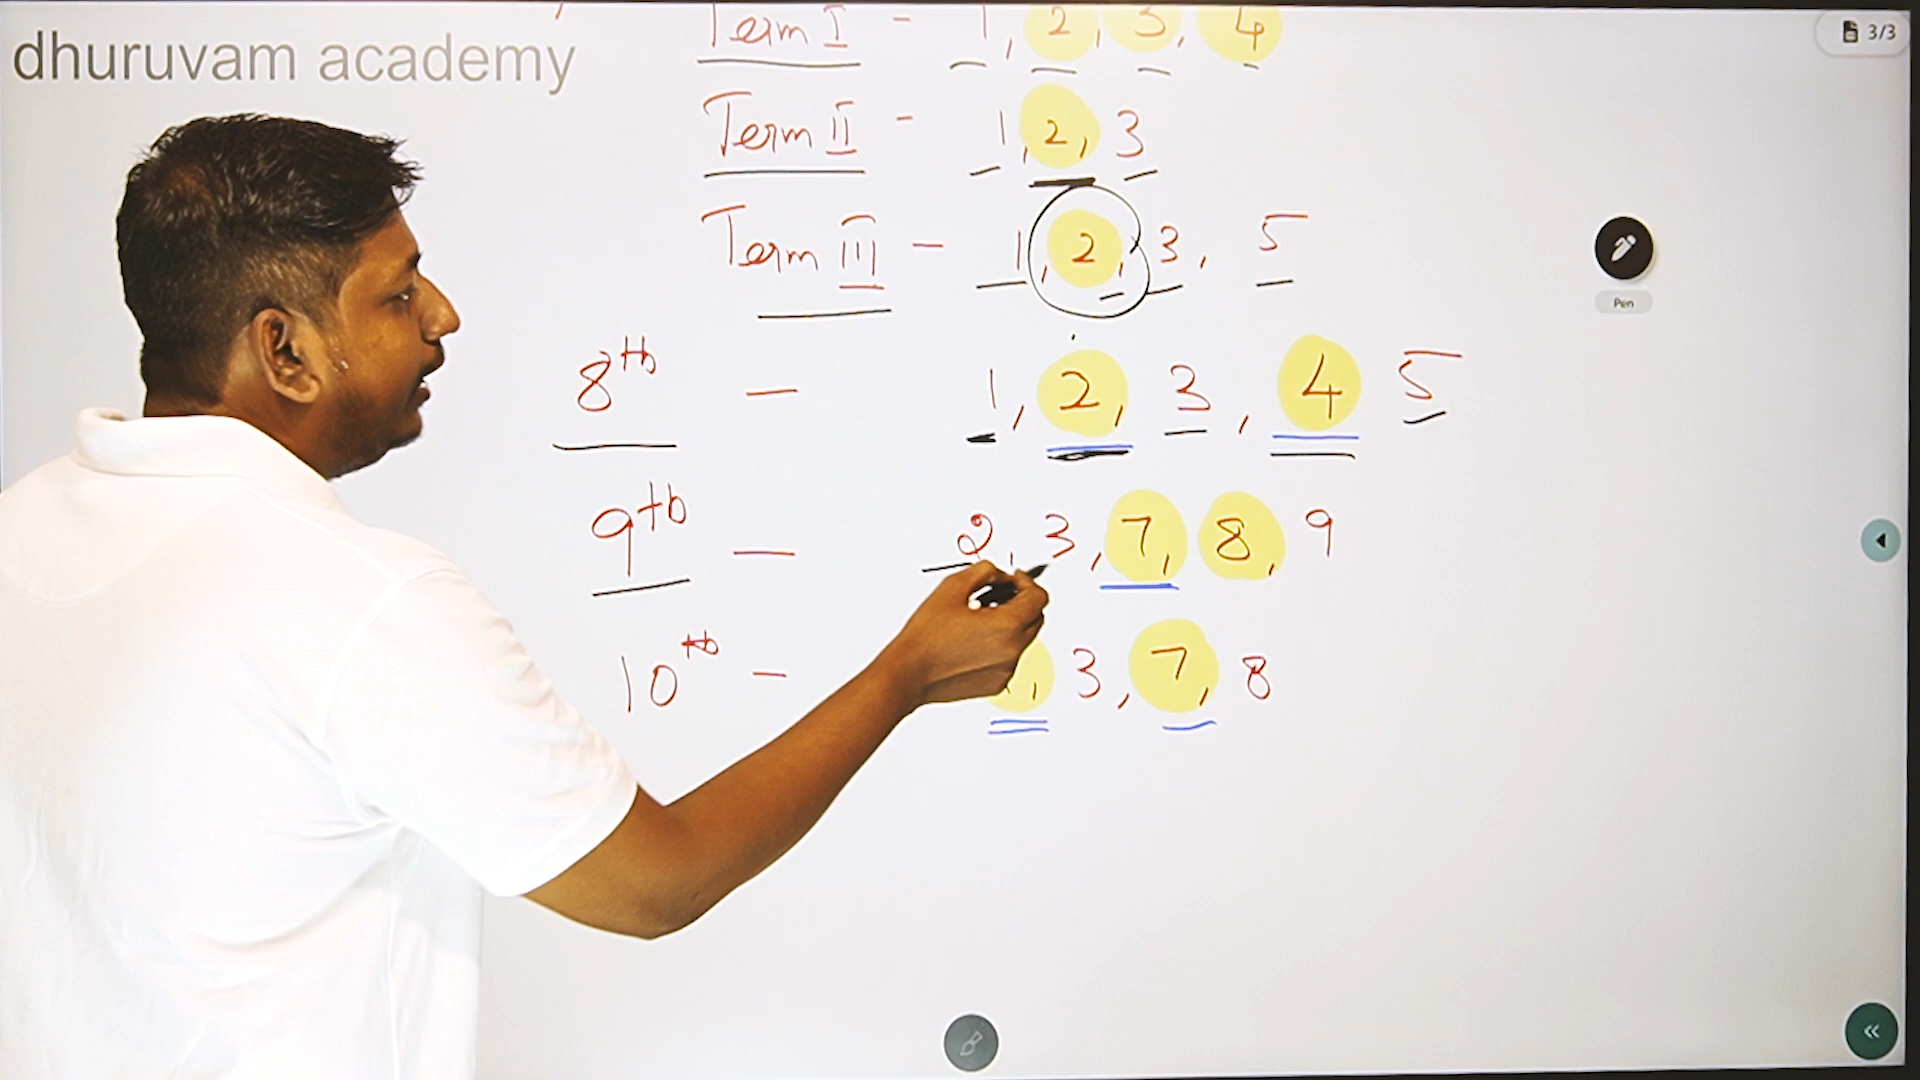 dhuruvam academy
3/3
Term I - 1, 2, 3, 4
Term II - 1, 2, 3
Term III - 1, 2, 3, 5
Pen
8th - 1, 2, 3, 4 5
9th - 2, 3, 7, 8, 9
10th - , 3, 7, 8